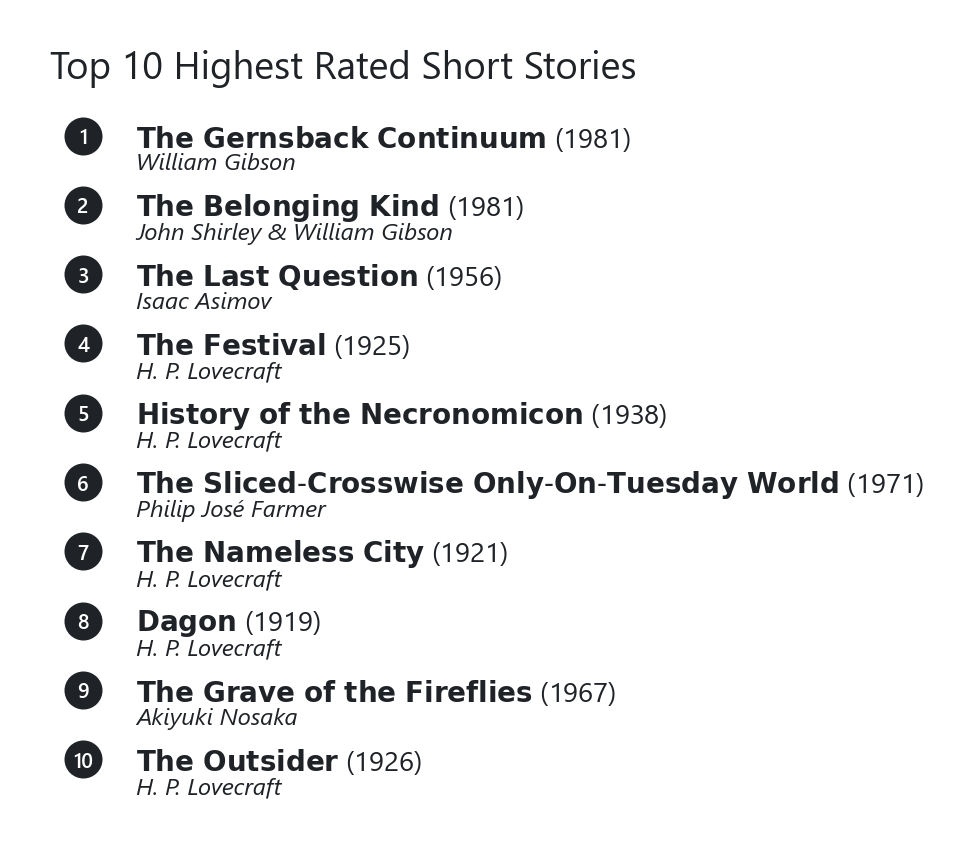 Top 10 Highest Rated Short Stories
1 The Gernsback Continuum (1981)
William Gibson
2 The Belonging Kind (1981)
John Shirley & William Gibson
3 The Last Question (1956)
Isaac Asimov
4 The Festival (1925)
H. P. Lovecraft
5 History of the Necronomicon (1938)
H. P. Lovecraft
6 The Sliced-Crosswise Only-On-Tuesday World (1971)
Philip José Farmer
7 The Nameless City (1921)
H. P. Lovecraft
8 Dagon (1919)
H. P. Lovecraft
9 The Grave of the Fireflies (1967)
Akiyuki Nosaka
10 The Outsider (1926)
H. P. Lovecraft